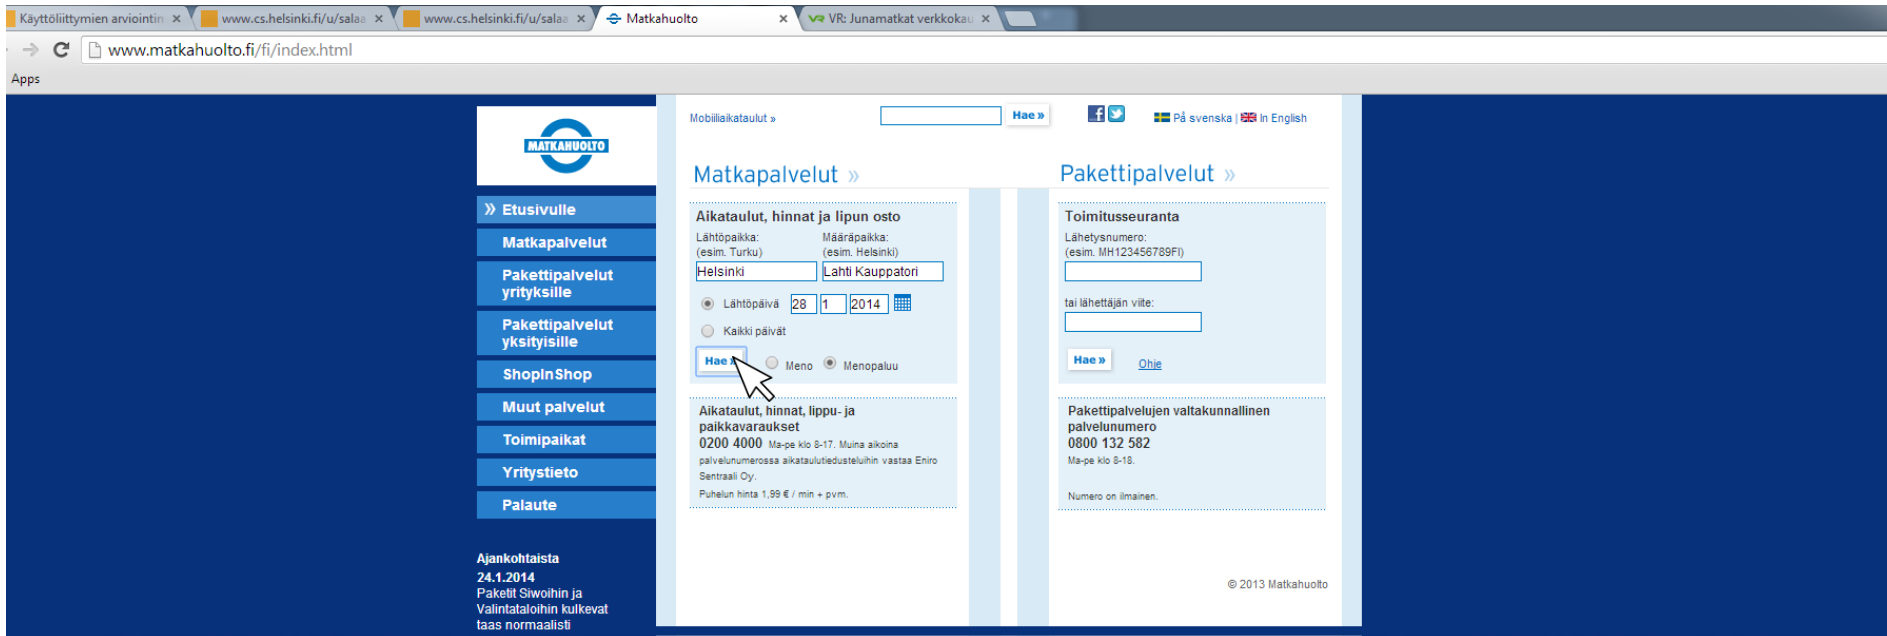 Käyttöliittymien arviointin
www.cs.helsinki.fi/u/sala
www.cs.helsinki.fi/u/sala
Matkahuolto
VR: Junamatkat verkkokau
www.matkahuolto.fi/fi/index.html
Apps
MATKAHUOLTO
» Etusivulle
Matkapalvelut
Pakettipalvelut
yrityksille
Pakettipalvelut
yksityisille
ShopInShop
Muut palvelut
Toimipaikat
Yritystieto
Palaute
Ajankohtaista
24.1.2014
Paketit Siwoihin ja
Valintataloihin kulkevat
taas normaalisti
Mobiiliaikataulut »
Hae »
På svenska | In English
Matkapalvelut »
Aikataulut, hinnat ja lipun osto
Lähtöpaikka: Määräpaikka:
(esim. Turku) (esim. Helsinki)
Helsinki Lahti Kauppatori
Lähtöpäivä 28 1 2014
Kaikki päivät
Hae » Meno Menopaluu
Aikataulut, hinnat, lippu- ja
paikkavaraukset
0200 4000 Ma-pe klo 8-17. Muina aikoina
palvelunumerossa aikataulutiedusteluihin vastaa Eniro
Sentraali Oy.
Puhelun hinta 1,99 € / min + pvm.
Pakettipalvelut »
Toimitusseuranta
Lähetysnumero:
(esim. MH123456789FI)
tai lähettäjän viite:
Hae » Ohje
Pakettipalvelujen valtakunnallinen
palvelunumero
0800 132 582
Ma-pe klo 8-18.
Numero on ilmainen.
© 2013 Matkahuolto